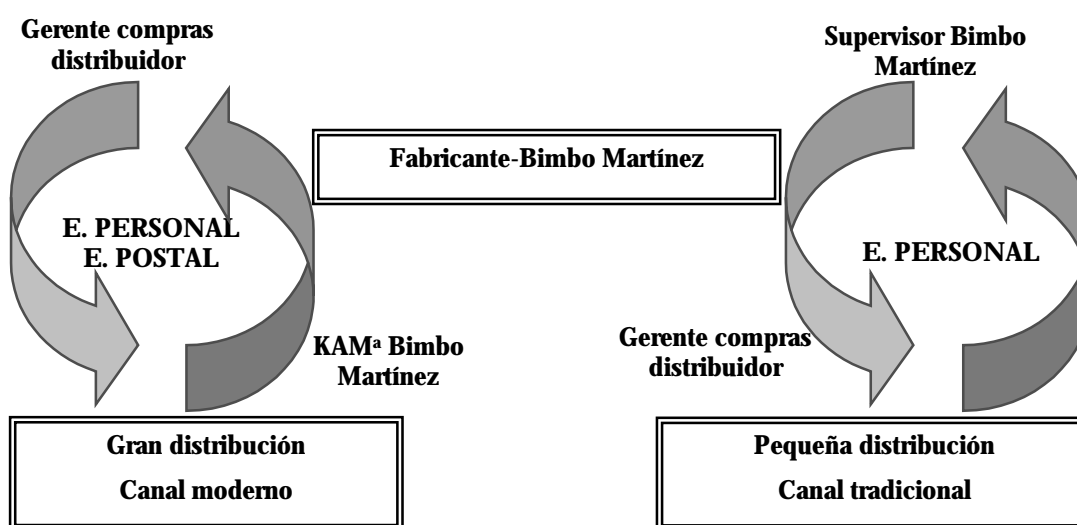 Gerente compras
distribuidor
Supervisor Bimbo
Martínez
Fabricante-Bimbo Martínez
E. PERSONAL
E. POSTAL
E. PERSONAL
KAMª Bimbo
Martínez
Gerente compras
distribuidor
Gran distribución
Canal moderno
Pequeña distribución
Canal tradicional